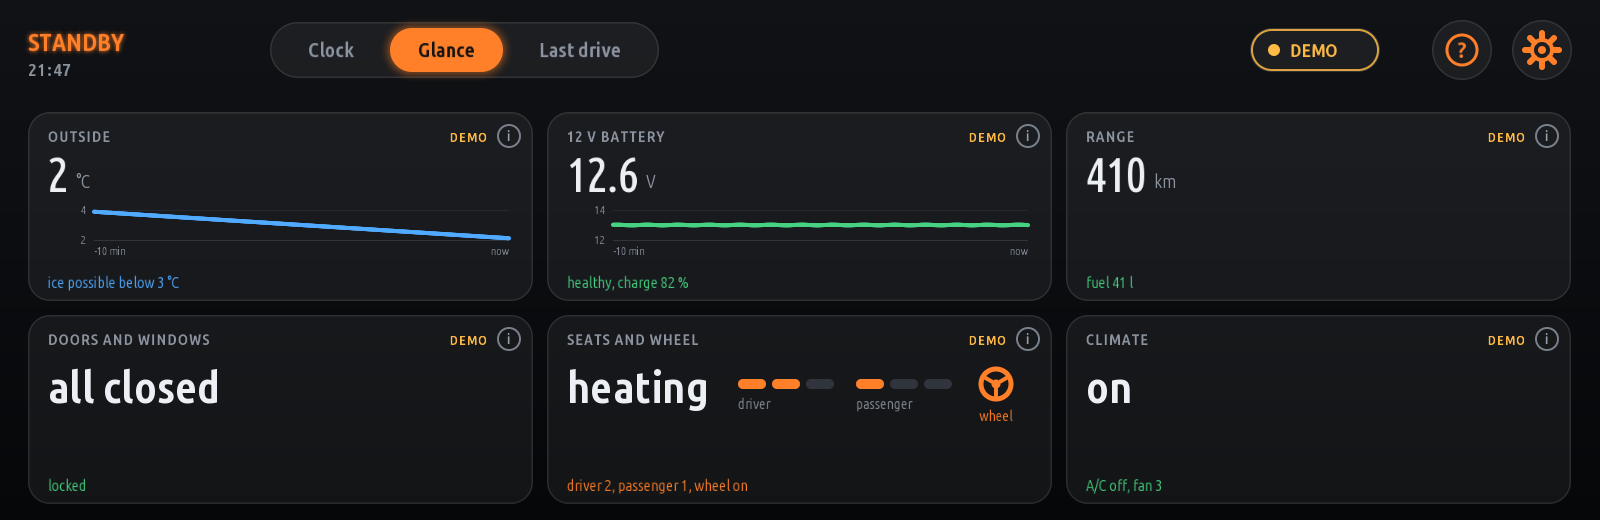 STANDBY
21:47
Clock
Glance
Last drive
DEMO
?
OUTSIDE
DEMO
i
2 °C
4
2
-10 min
now
ice possible below 3 °C
12 V BATTERY
DEMO
i
12.6 V
14
12
-10 min
now
healthy, charge 82 %
RANGE
DEMO
i
410 km
fuel 41 l
DOORS AND WINDOWS
DEMO
i
all closed
locked
SEATS AND WHEEL
DEMO
i
heating
driver
passenger
wheel
driver 2, passenger 1, wheel on
CLIMATE
DEMO
i
on
A/C off, fan 3